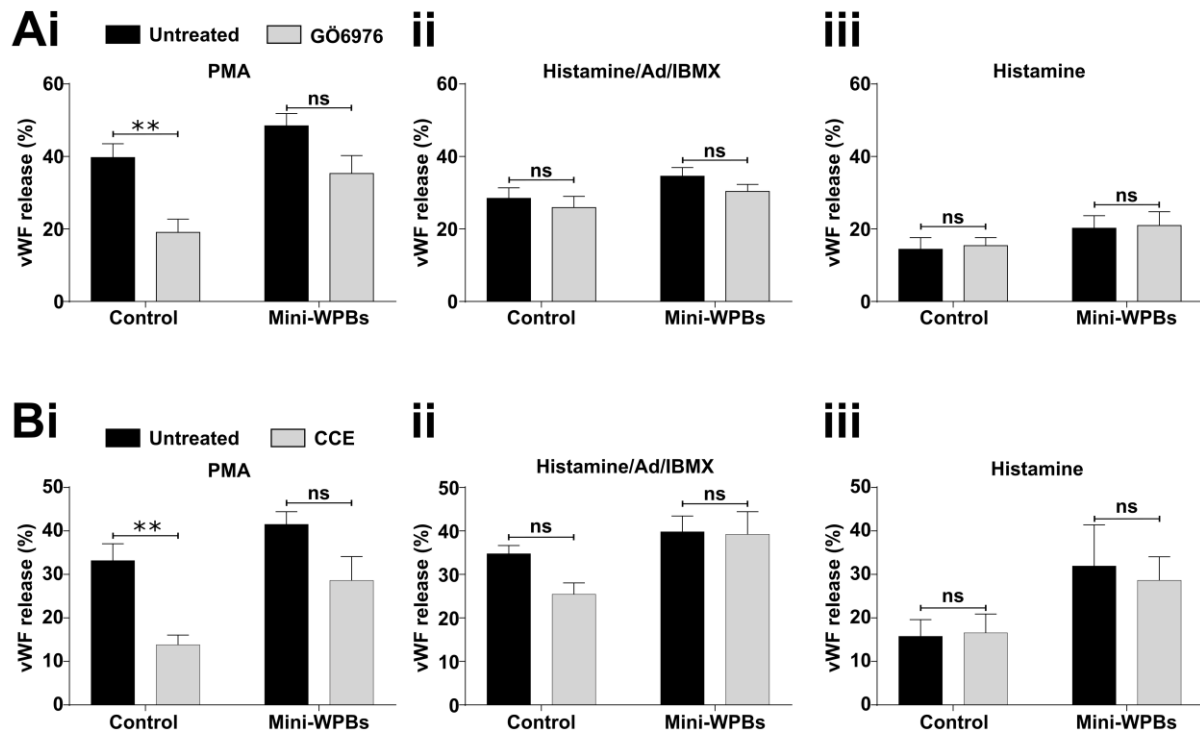 Ai
Untreated GÖ6976
PMA
vWF release (%)
60
40
20
0
**
ns
Control Mini-WPBs
ii
Histamine/Ad/IBMX
vWF release (%)
60
40
20
0
ns
ns
Control Mini-WPBs
iii
Histamine
vWF release (%)
60
40
20
0
ns
ns
Control Mini-WPBs
Bi
Untreated CCE
PMA
vWF release (%)
50
40
30
20
10
0
**
ns
Control Mini-WPBs
ii
Histamine/Ad/IBMX
vWF release (%)
50
40
30
20
10
0
ns
ns
Control Mini-WPBs
iii
Histamine
vWF release (%)
50
40
30
20
10
0
ns
ns
Control Mini-WPBs